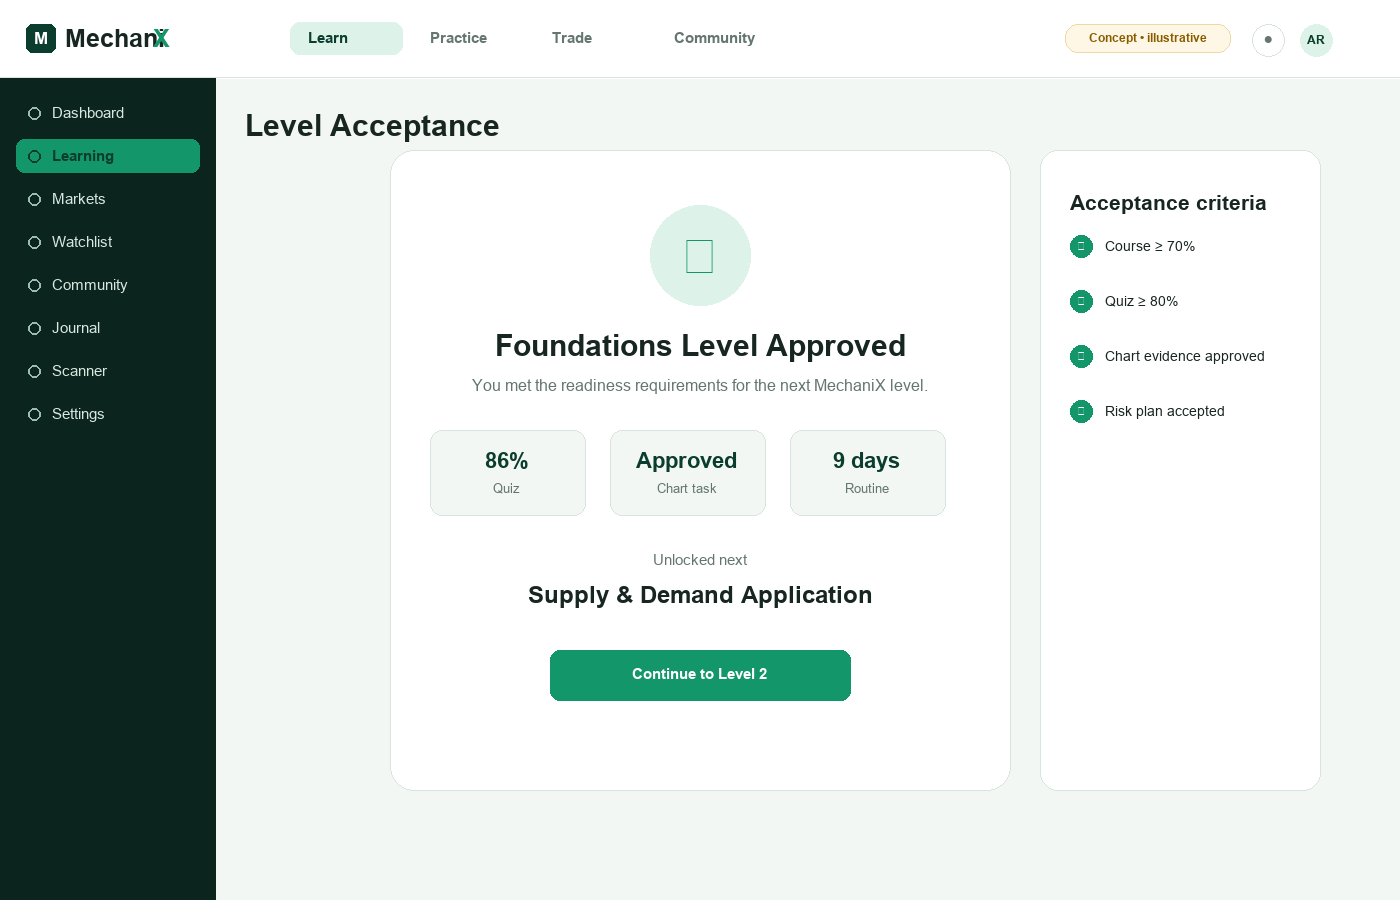 M MechaniX
Learn
Practice
Trade
Community
Concept • illustrative
AR
Dashboard
Learning
Markets
Watchlist
Community
Journal
Scanner
Settings
Level Acceptance
Foundations Level Approved
You met the readiness requirements for the next MechaniX level.
86%
Quiz
Approved
Chart task
9 days
Routine
Unlocked next
Supply & Demand Application
Continue to Level 2
Acceptance criteria
Course ≥ 70%
Quiz ≥ 80%
Chart evidence approved
Risk plan accepted